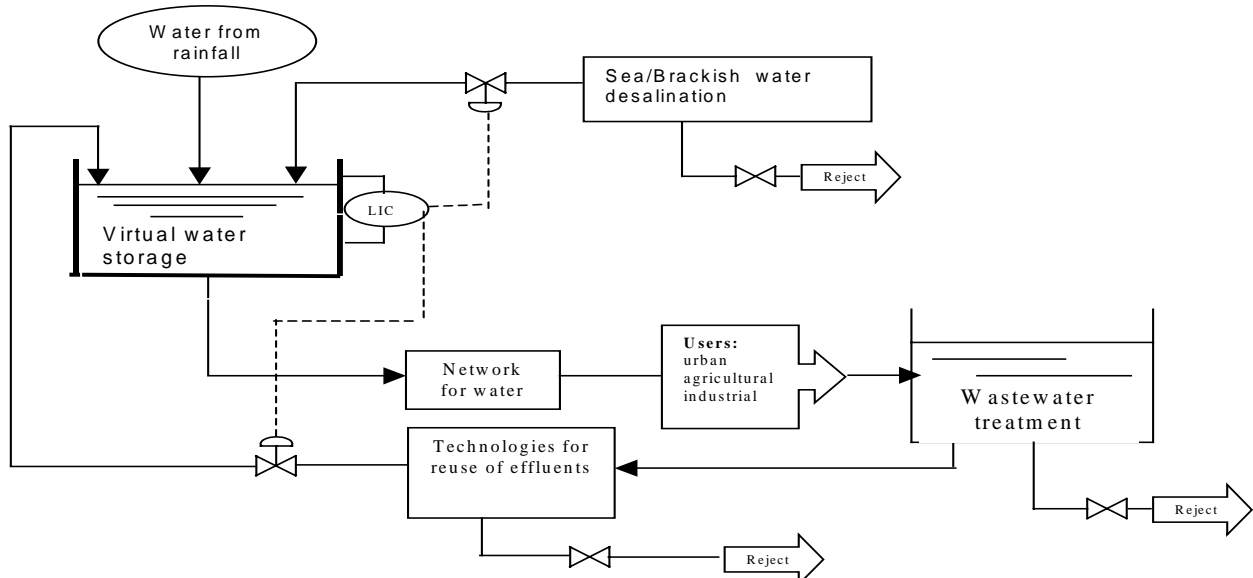 Water from
rainfall
Sea/Brackish water
desalination
Reject
LIC
Virtual water
storage
Users:
urban
agricultural
industrial
Network
for water
Wastewater
treatment
Technologies for
reuse of effluents
Reject
Reject